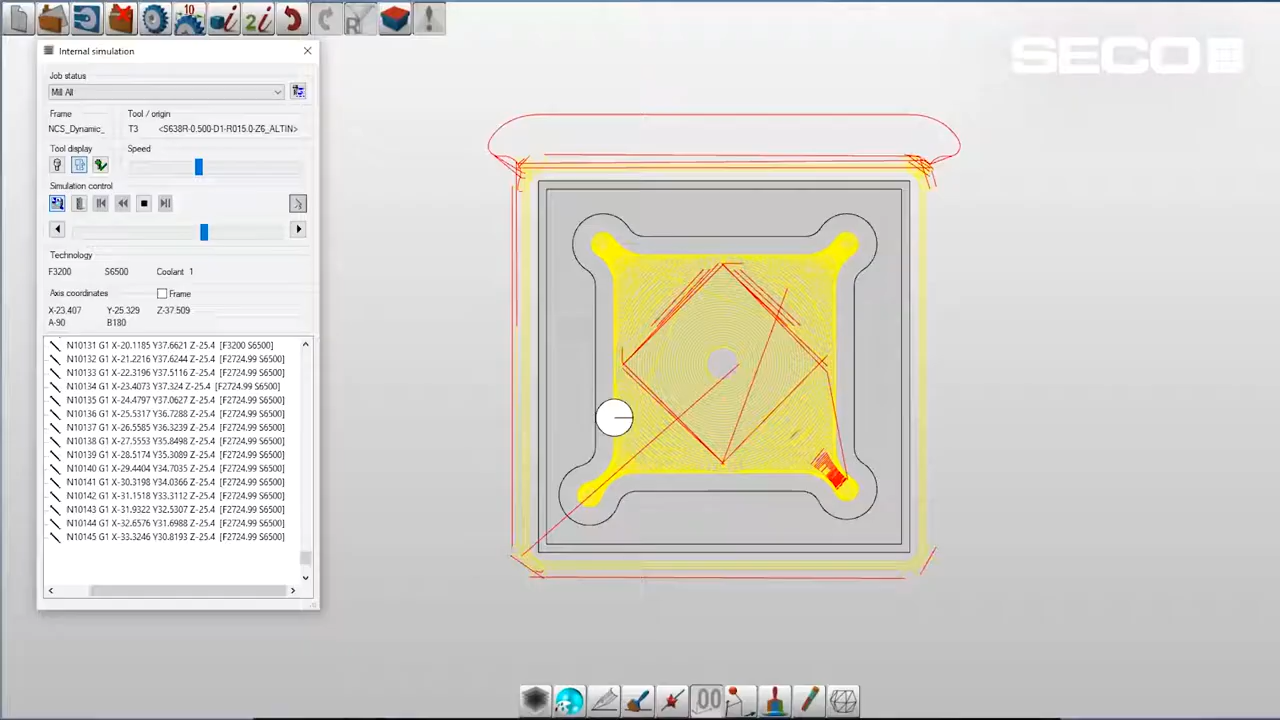 10
i
2i
R
SECO
Internal simulation
Job status
Mill All
Frame
Tool / origin
NCS_Dynamic_
T3 <S638R-0.500-D1-R015.0-Z6_ALTIN>
Tool display
Speed
Simulation control
Technology
F3200 S6500 Coolant 1
Axis coordinates
Frame
X-23.407 Y-25.329 Z-37.509
A-90 B180
N10131 G1 X-20.1185 Y37.6621 Z-25.4 [F3200 S6500]
N10132 G1 X-21.2216 Y37.6244 Z-25.4 [F2724.99 S6500]
N10133 G1 X-22.3196 Y37.5116 Z-25.4 [F2724.99 S6500]
N10134 G1 X-23.4073 Y37.324 Z-25.4 [F2724.99 S6500]
N10135 G1 X-24.4797 Y37.0627 Z-25.4 [F2724.99 S6500]
N10136 G1 X-25.5317 Y36.7288 Z-25.4 [F2724.99 S6500]
N10137 G1 X-26.5585 Y36.3239 Z-25.4 [F2724.99 S6500]
N10138 G1 X-27.5553 Y35.8498 Z-25.4 [F2724.99 S6500]
N10139 G1 X-28.5174 Y35.3089 Z-25.4 [F2724.99 S6500]
N10140 G1 X-29.4404 Y34.7035 Z-25.4 [F2724.99 S6500]
N10141 G1 X-30.3198 Y34.0366 Z-25.4 [F2724.99 S6500]
N10142 G1 X-31.1518 Y33.3112 Z-25.4 [F2724.99 S6500]
N10143 G1 X-31.9322 Y32.5307 Z-25.4 [F2724.99 S6500]
N10144 G1 X-32.6576 Y31.6988 Z-25.4 [F2724.99 S6500]
N10145 G1 X-33.3246 Y30.8193 Z-25.4 [F2724.99 S6500]
00